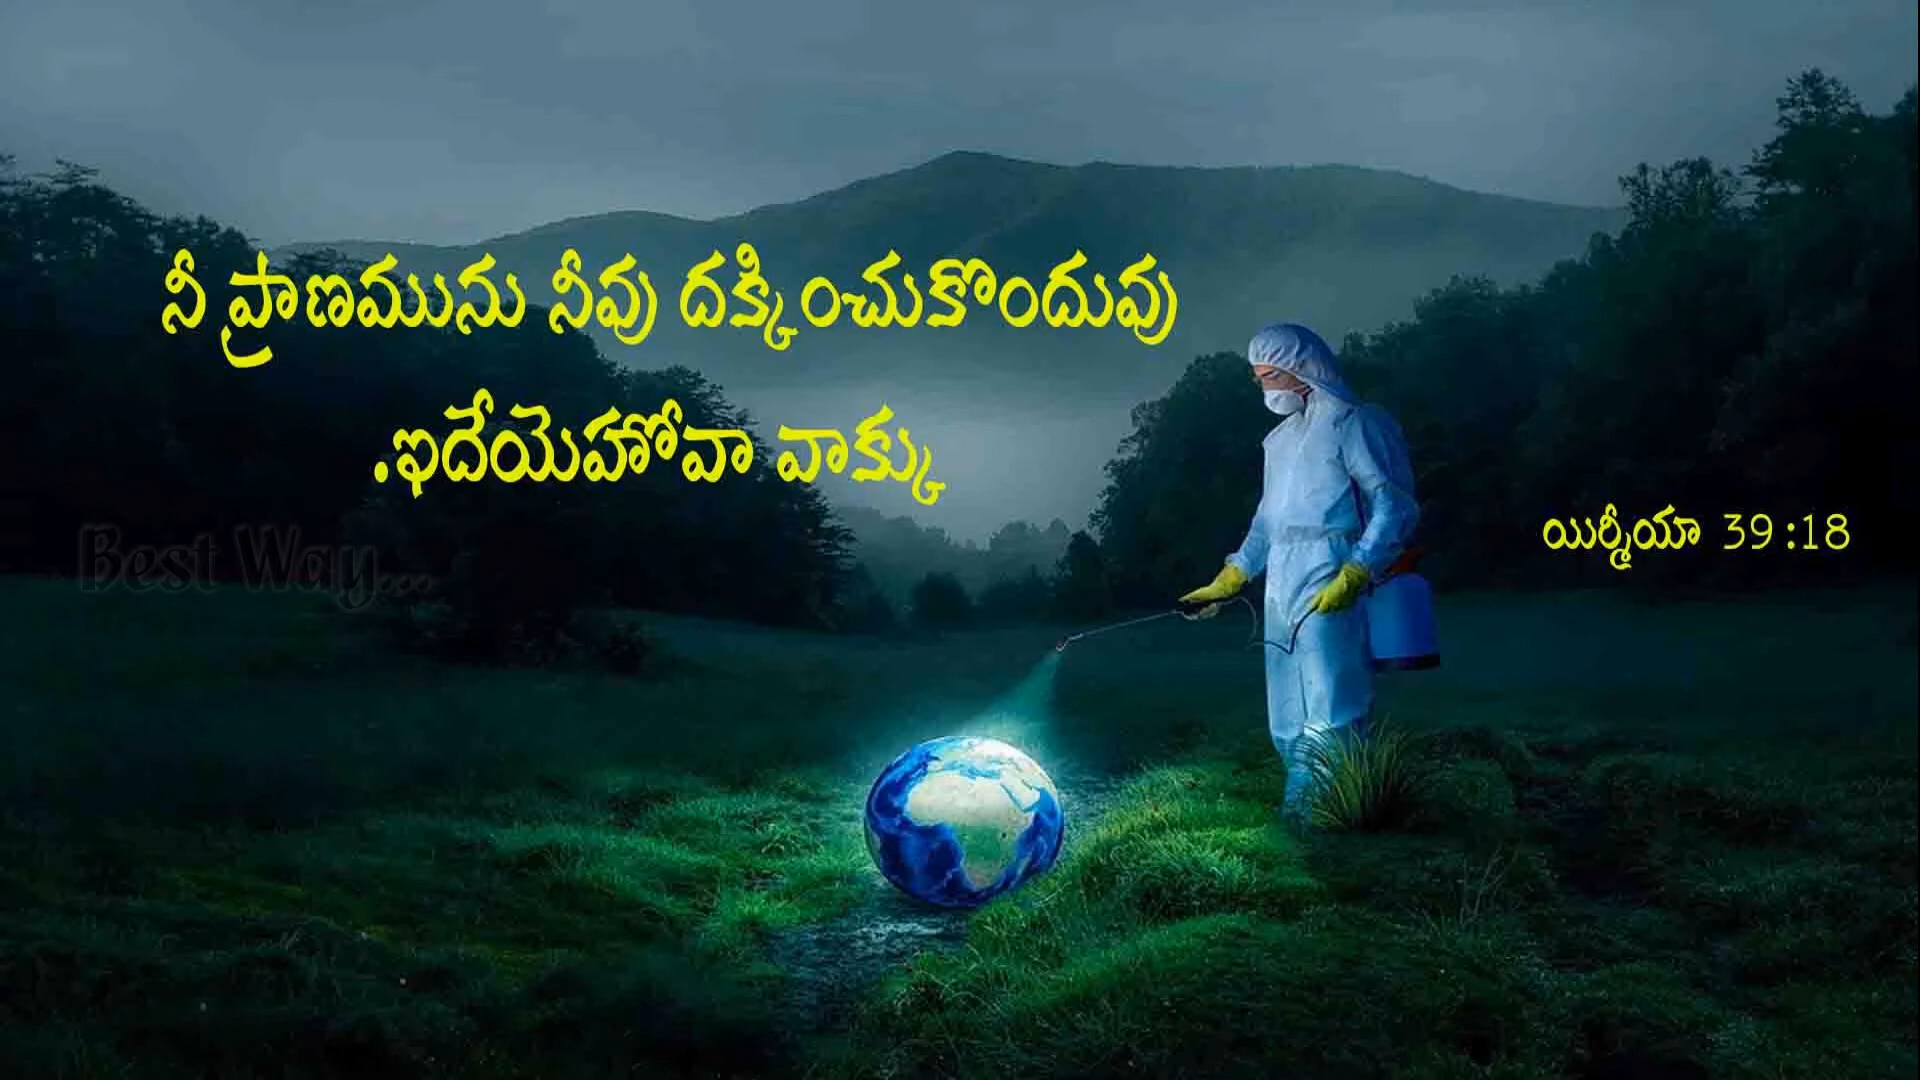 నీ ప్రాణమును నీవు దక్కించుకొందువు
.ఇదేయెహోవా వాక్కు
Best Way...
యిర్మీయా 39:18